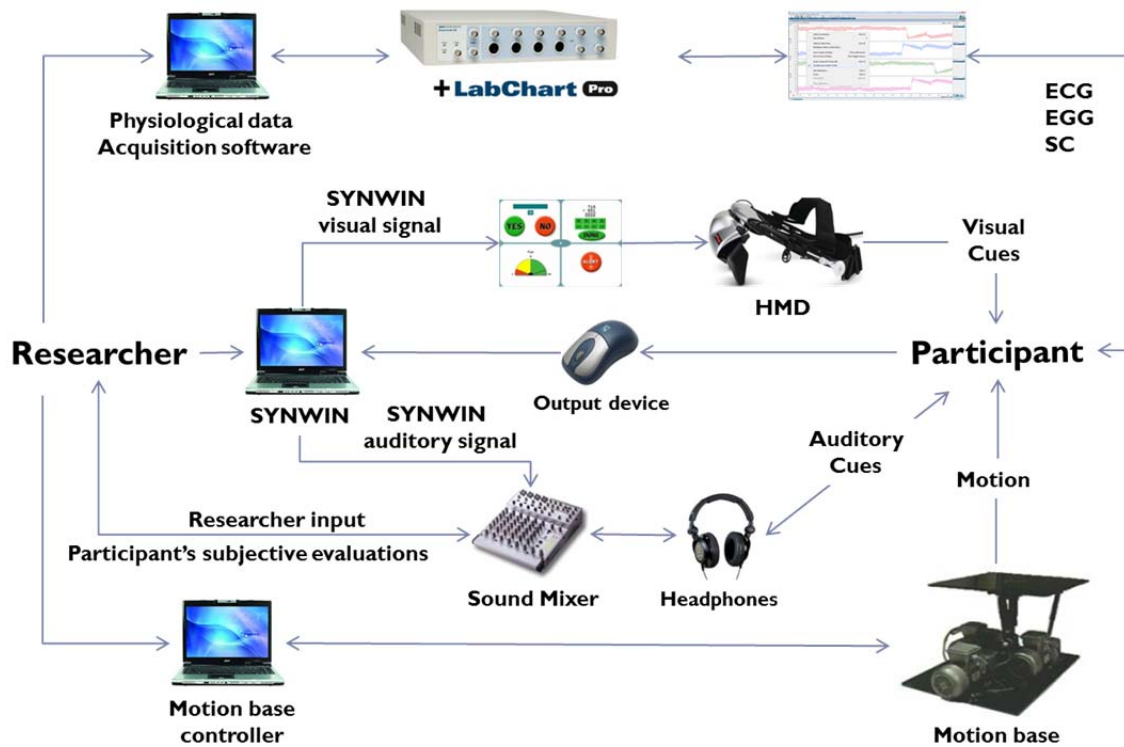 + LabChart Pro
ECG
EGG
SC
Physiological data
Acquisition software
SYNWIN
visual signal
YES
NO
DONE
ALERT
Visual
Cues
HMD
Researcher
Participant
SYNWIN
Output device
SYNWIN
auditory signal
Auditory
Cues
Motion
Researcher input
Participant's subjective evaluations
Sound Mixer
Headphones
Motion base
controller
Motion base